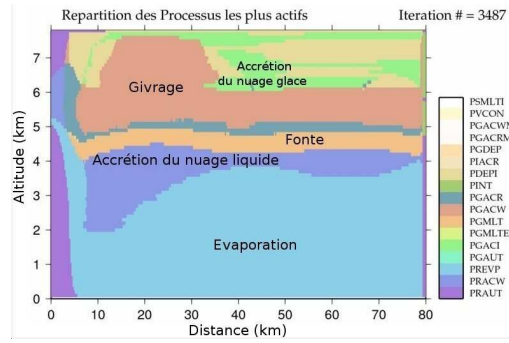 Repartition des Processus les plus actifs
Iteration # = 3487
Altitude (km)
7
6
5
4
3
2
1
0
Givrage
Accrétion
du nuage glace
Fonte
Accrétion du nuage liquide
Evaporation
0
10
20
30
40
50
60
70
80
Distance (km)
PSMLTI
PVCON
PGACWM
PGACRM
PGDEP
PIACR
PDEPI
PINT
PGACR
PGACW
PGMLT
PGMLTE
PGACI
PGAUT
PREVP
PRACW
PRAUT